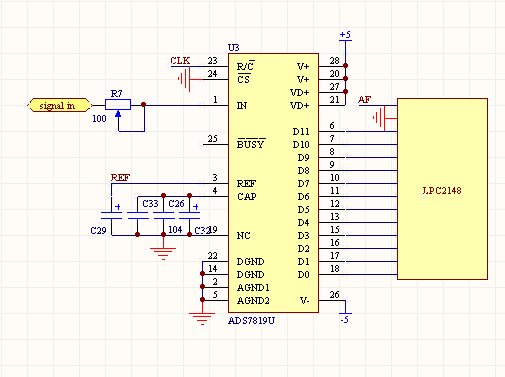 +5
U3
CLK 23 R/C V+ 28
24 CS V+ 20
VD+ 27
signal in R7 1 IN VD+ 21 AF
100
D11 6
25 BUSY D10 7
D9 8
D8 9
REF 3 REF D7 10 LPC2148
4 CAP D6 11
C33 C26 D5 12
D4 13
C29 104 C32 19 NC D3 15
D2 16
22 DGND D1 17
14 DGND D0 18
2 AGND1
5 AGND2 V- 26
ADS7819U -5